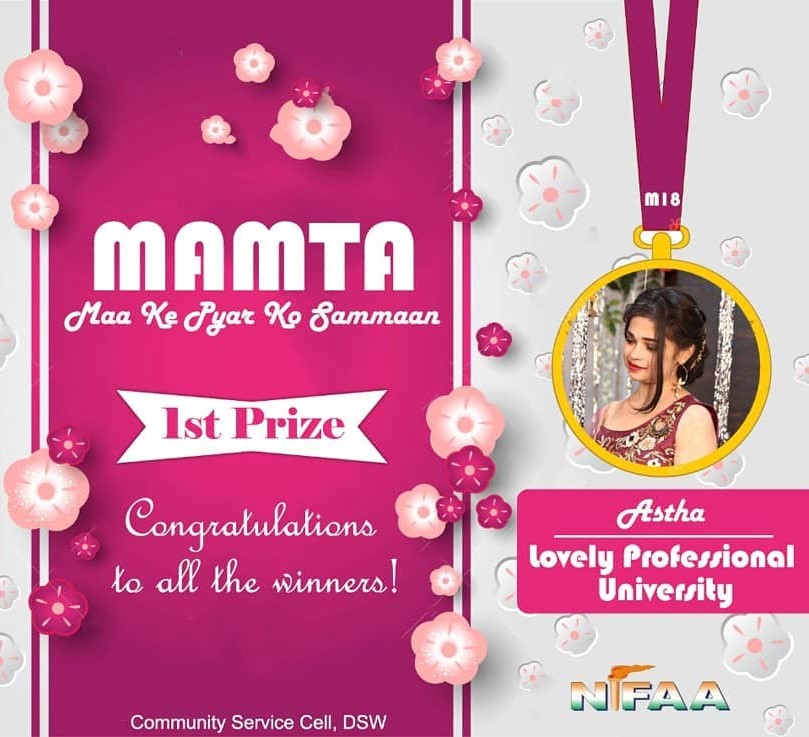 MAMTA
Maa Ke Pyar Ko Sammaan
1st Prize
Congratulations
to all the winners!
Community Service Cell, DSW
M18
Astha
Lovely Professional
University
NIFAA